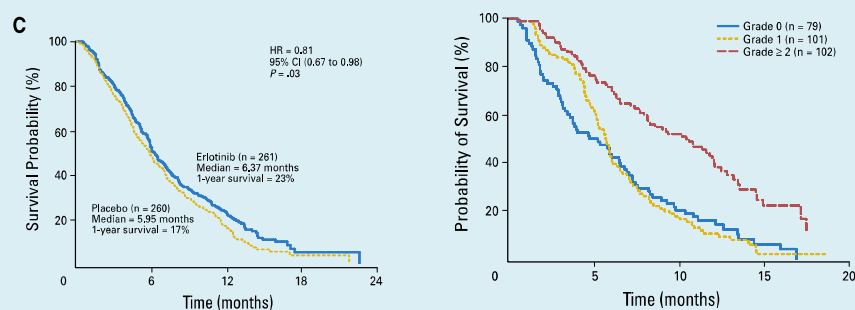 C
Survival Probability (%)
100
80
60
40
20
0
6
12
18
24
Time (months)
HR = 0.81
95% CI (0.67 to 0.98)
P = .03
Erlotinib (n = 261)
Median = 6.37 months
1-year survival = 23%
Placebo (n = 260)
Median = 5.95 months
1-year survival = 17%
Probability of Survival (%)
100
80
60
40
20
0
5
10
15
20
Time (months)
Grade 0 (n = 79)
Grade 1 (n = 101)
Grade ≥ 2 (n = 102)